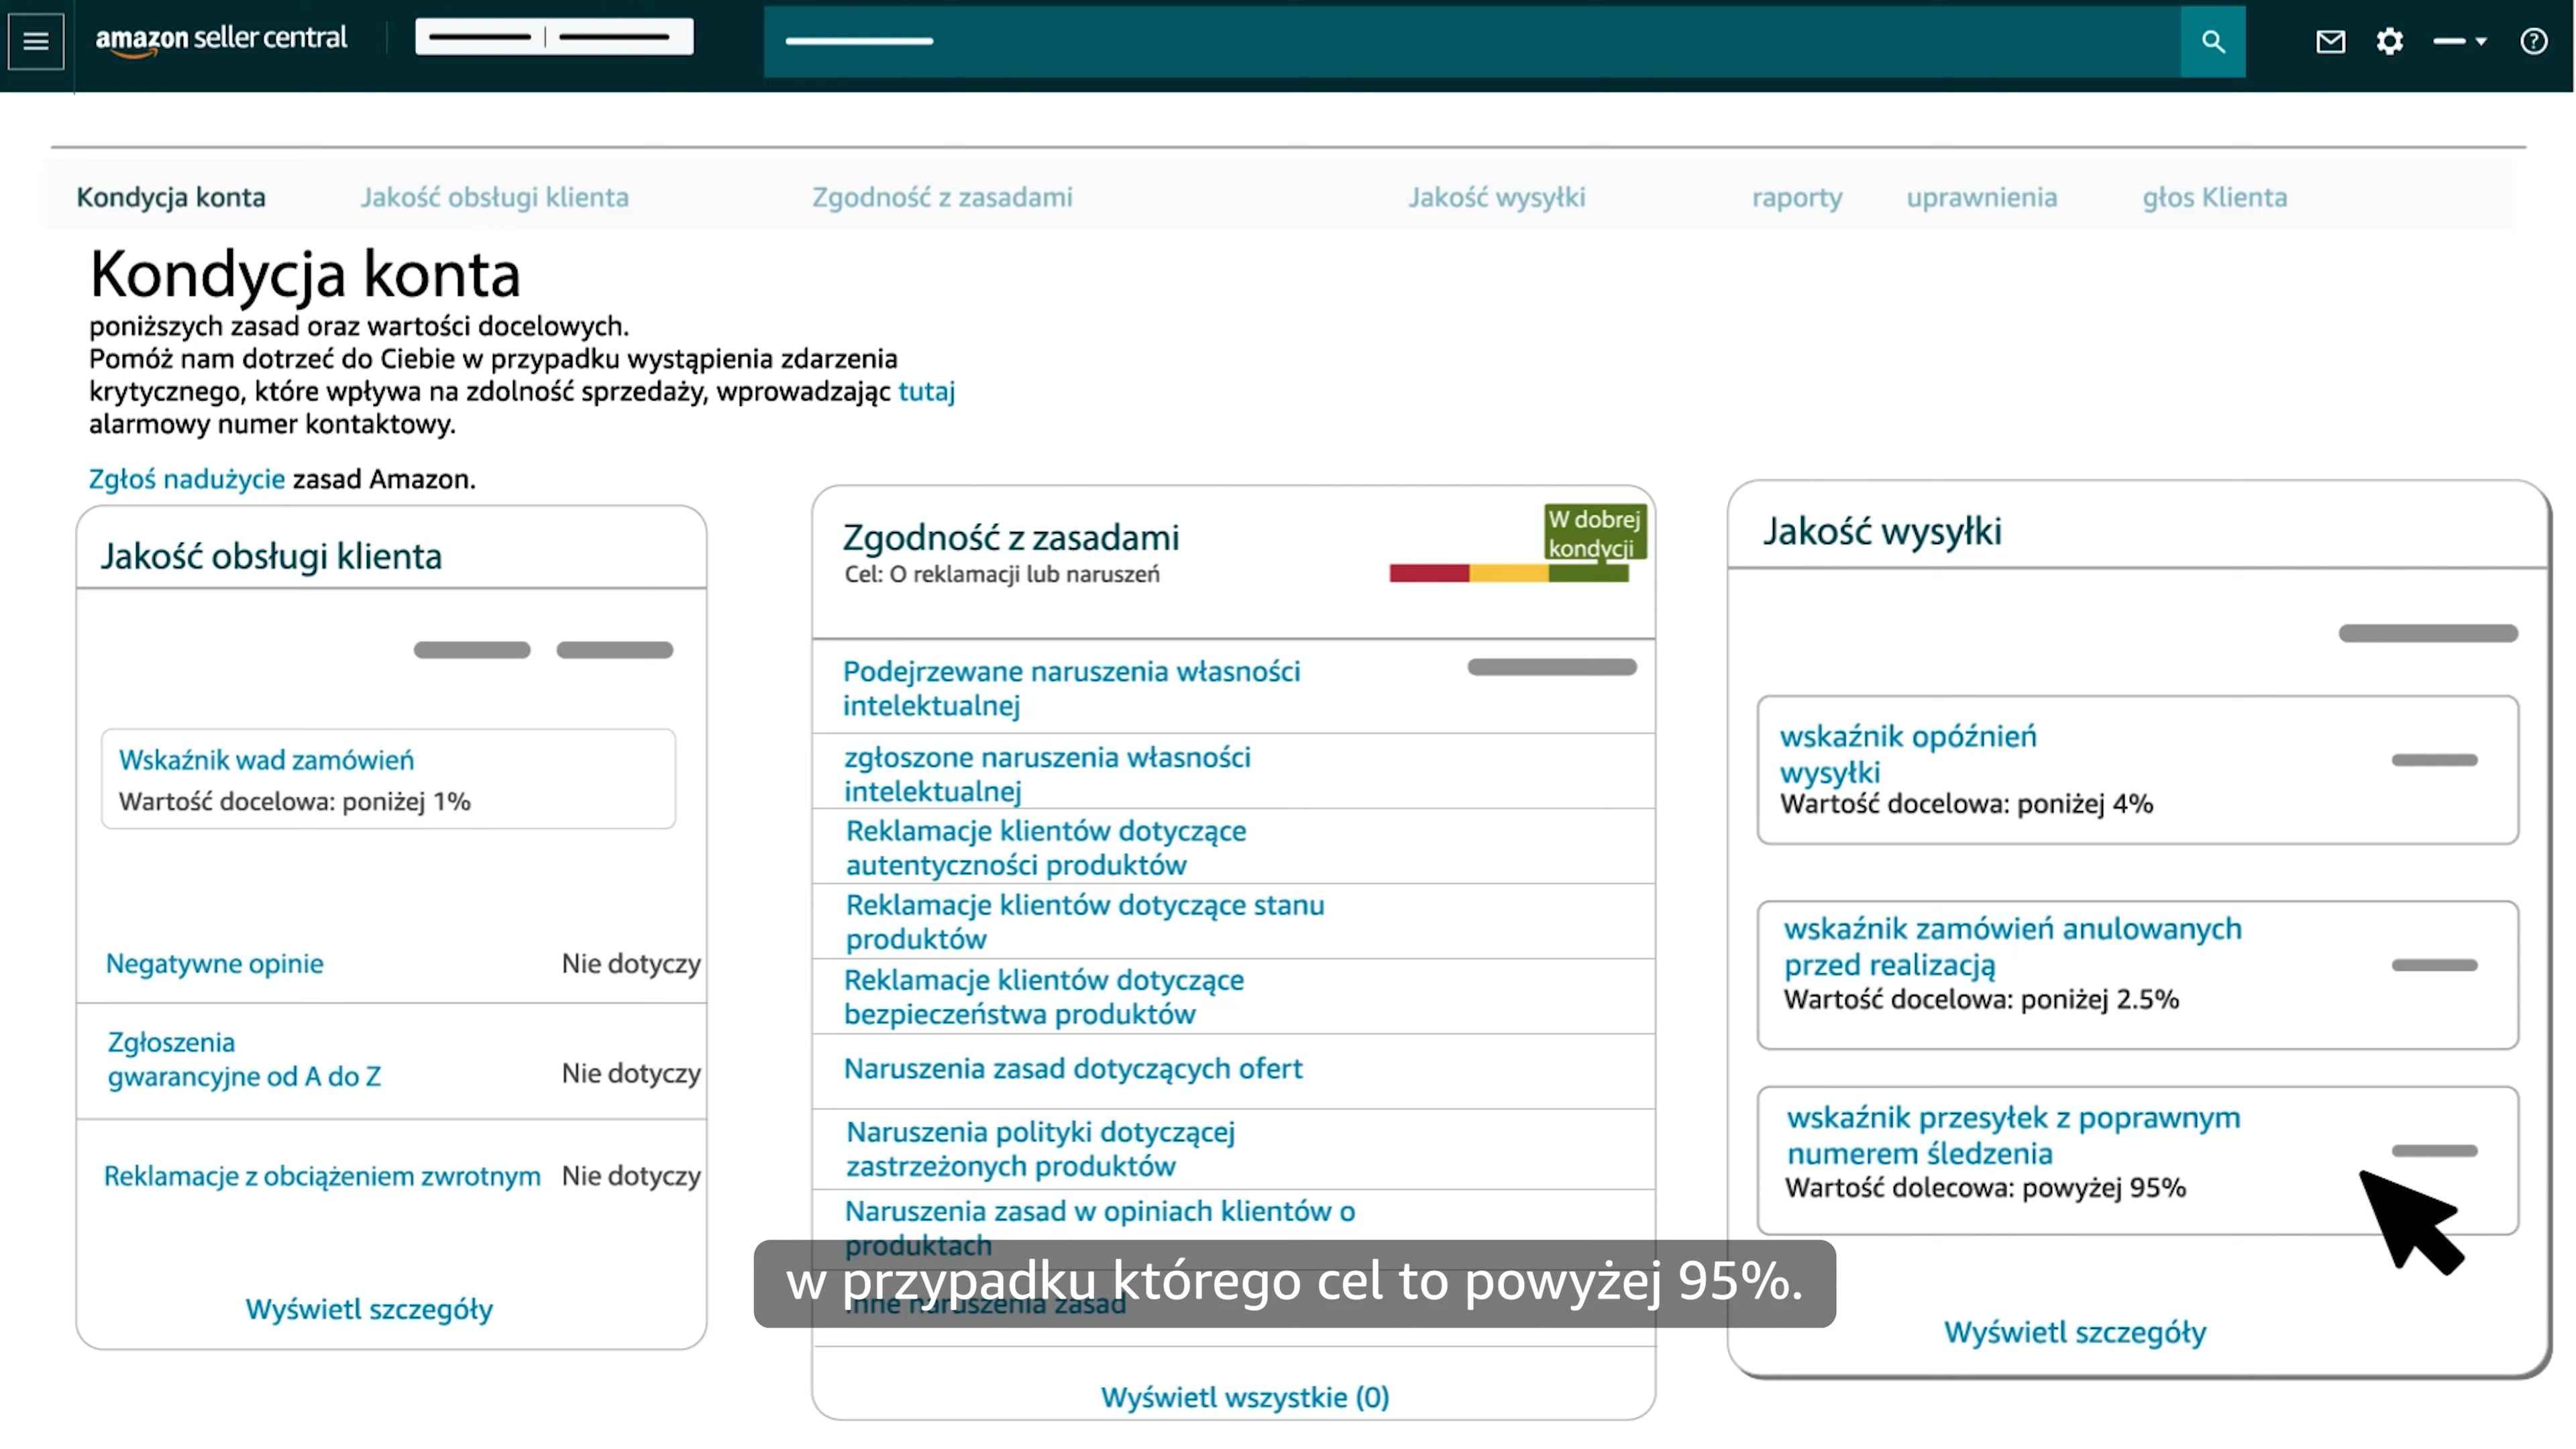 amazon seller central
Kondycja konta
Jakość obsługi klienta
Zgodność z zasadami
Jakość wysyłki
raporty
uprawnienia
głos Klienta
Kondycja konta
poniższych zasad oraz wartości docelowych.
Pomóż nam dotrzeć do Ciebie w przypadku wystąpienia zdarzenia
krytycznego, które wpływa na zdolność sprzedaży, wprowadzając tutaj
alarmowy numer kontaktowy.
Zgłoś nadużycie zasad Amazon.
Jakość obsługi klienta
Wskaźnik wad zamówień
Wartość docelowa: poniżej 1%
Negatywne opinie Nie dotyczy
Zgłoszenia
gwarancyjne od A do Z Nie dotyczy
Reklamacje z obciążeniem zwrotnym Nie dotyczy
Wyświetl szczegóły
Zgodność z zasadami
Cel: O reklamacji lub naruszeń
W dobrej
kondycji
Podejrzewane naruszenia własności
intelektualnej
zgłoszone naruszenia własności
intelektualnej
Reklamacje klientów dotyczące
autentyczności produktów
Reklamacje klientów dotyczące stanu
produktów
Reklamacje klientów dotyczące
bezpieczeństwa produktów
Naruszenia zasad dotyczących ofert
Naruszenia polityki dotyczącej
zastrzeżonych produktów
Naruszenia zasad w opiniach klientów o
produktach
Inne naruszenia zasad
Wyświetl wszystkie (0)
Jakość wysyłki
wskaźnik opóźnień
wysyłki
Wartość docelowa: poniżej 4%
wskaźnik zamówień anulowanych
przed realizacją
Wartość docelowa: poniżej 2.5%
wskaźnik przesyłek z poprawnym
numerem śledzenia
Wartość dolecowa: powyżej 95%
Wyświetl szczegóły
w przypadku którego cel to powyżej 95%.